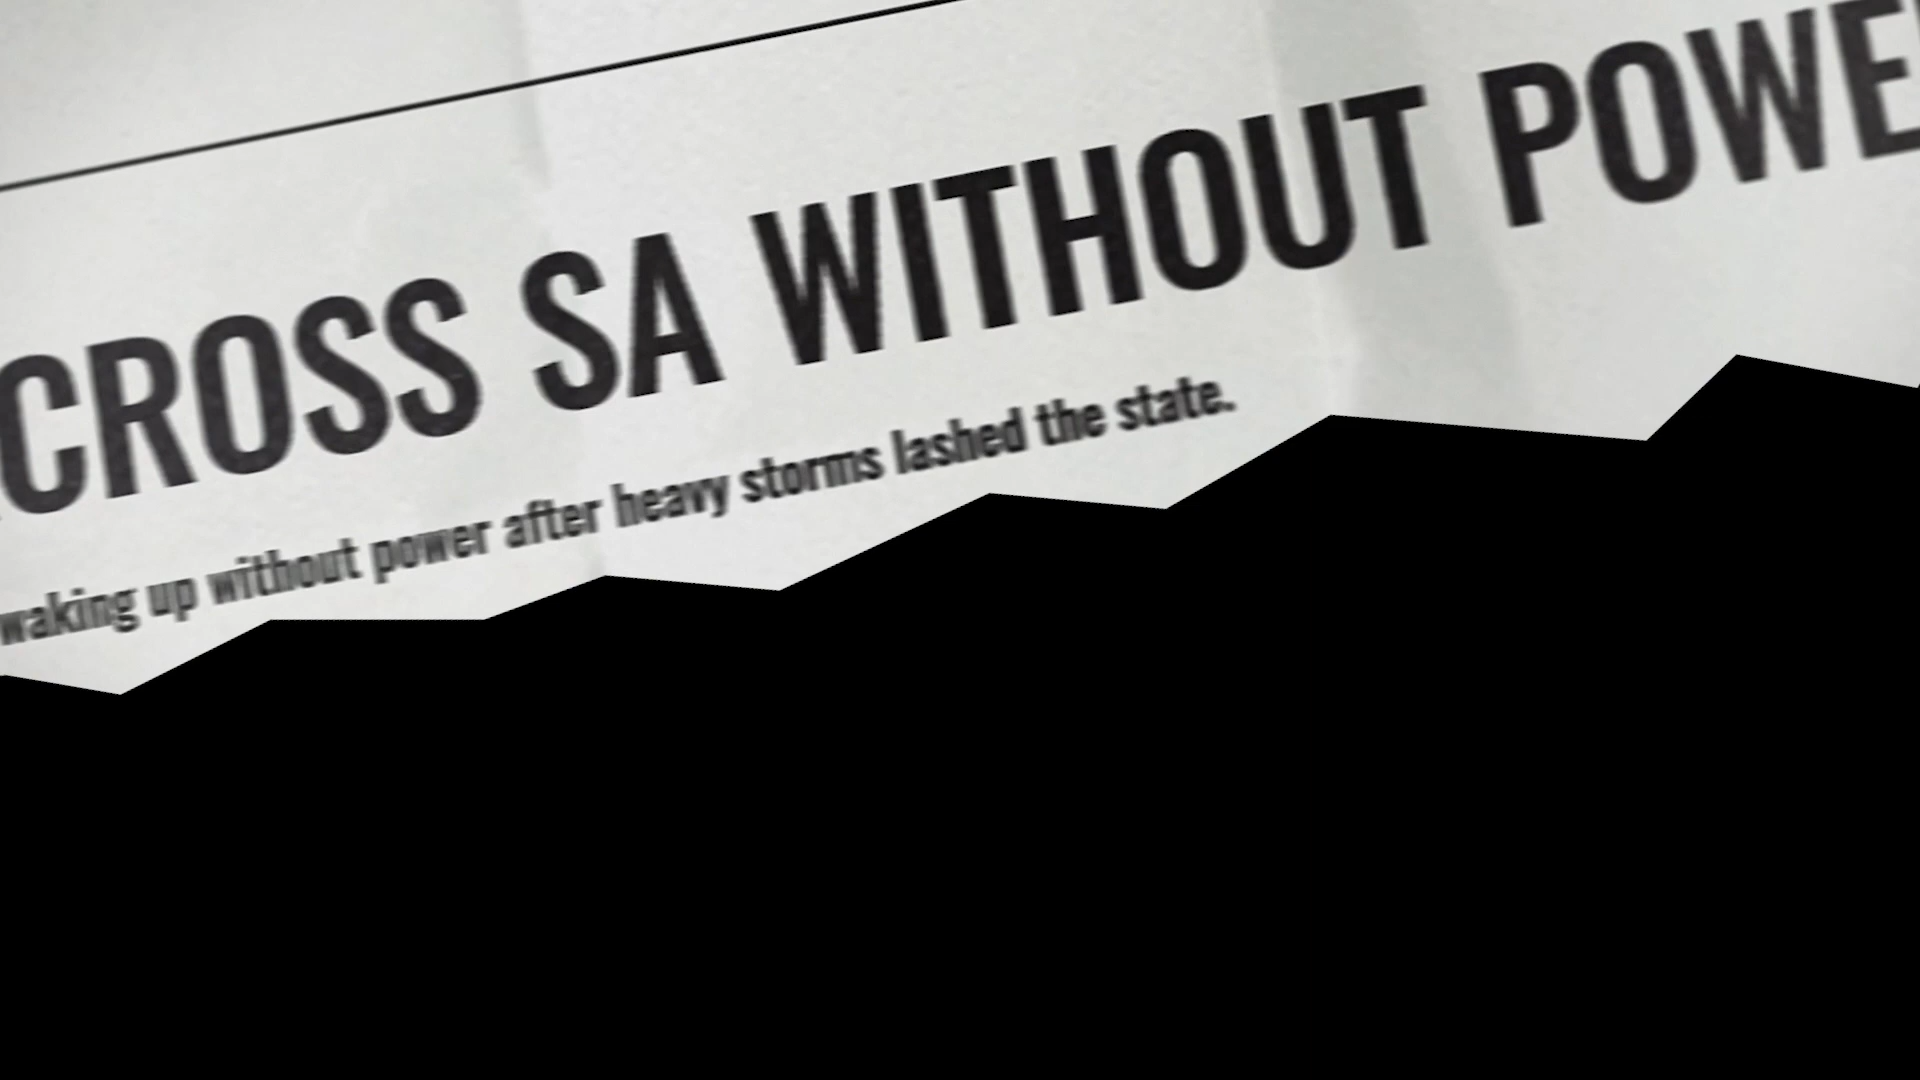 CROSS SA WITHOUT POWE
waking up without power after heavy storms lashed the state.